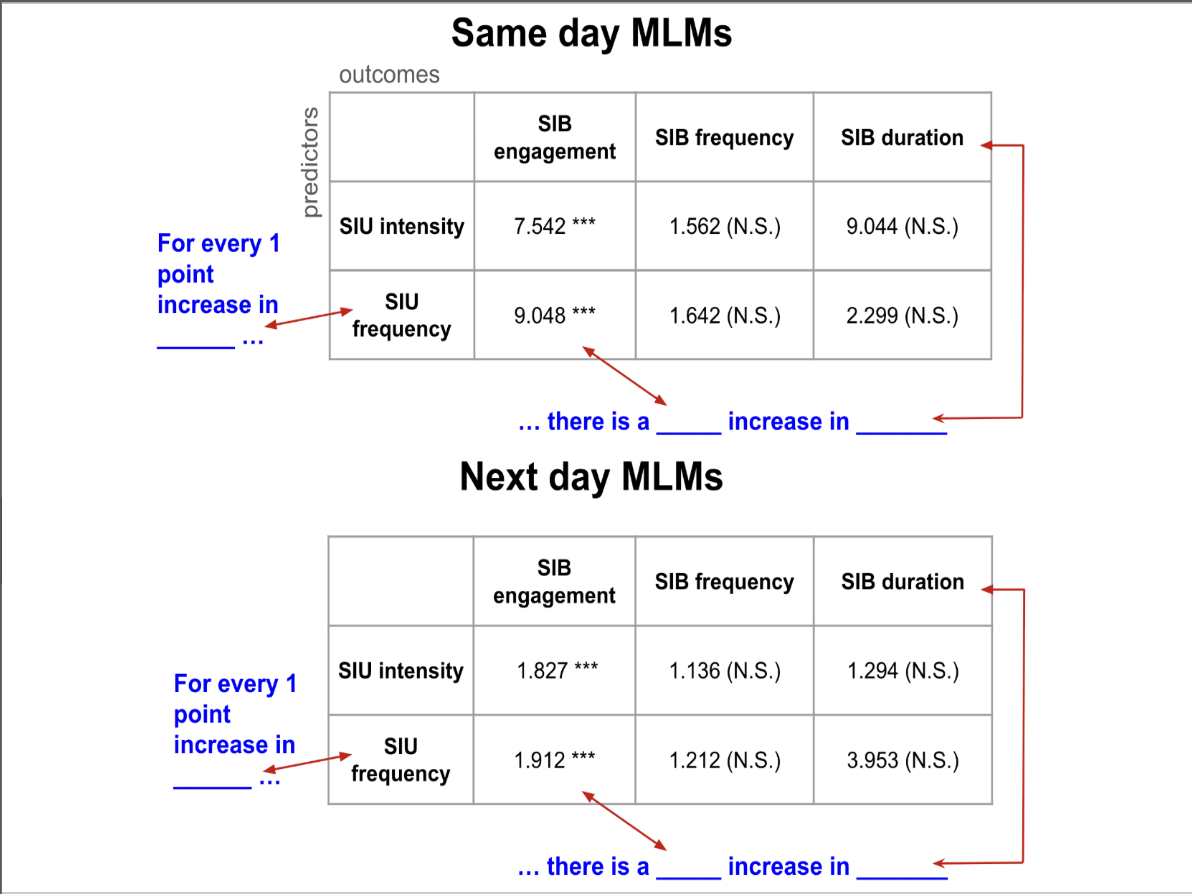 Same day MLMs
outcomes
predictors
SIB engagement SIB frequency SIB duration
SIU intensity 7.542 *** 1.562 (N.S.) 9.044 (N.S.)
SIU frequency 9.048 *** 1.642 (N.S.) 2.299 (N.S.)
For every 1
point
increase in
______ …
… there is a _____ increase in _______
Next day MLMs
SIB engagement SIB frequency SIB duration
SIU intensity 1.827 *** 1.136 (N.S.) 1.294 (N.S.)
SIU frequency 1.912 *** 1.212 (N.S.) 3.953 (N.S.)
For every 1
point
increase in
______ …
… there is a _____ increase in _______